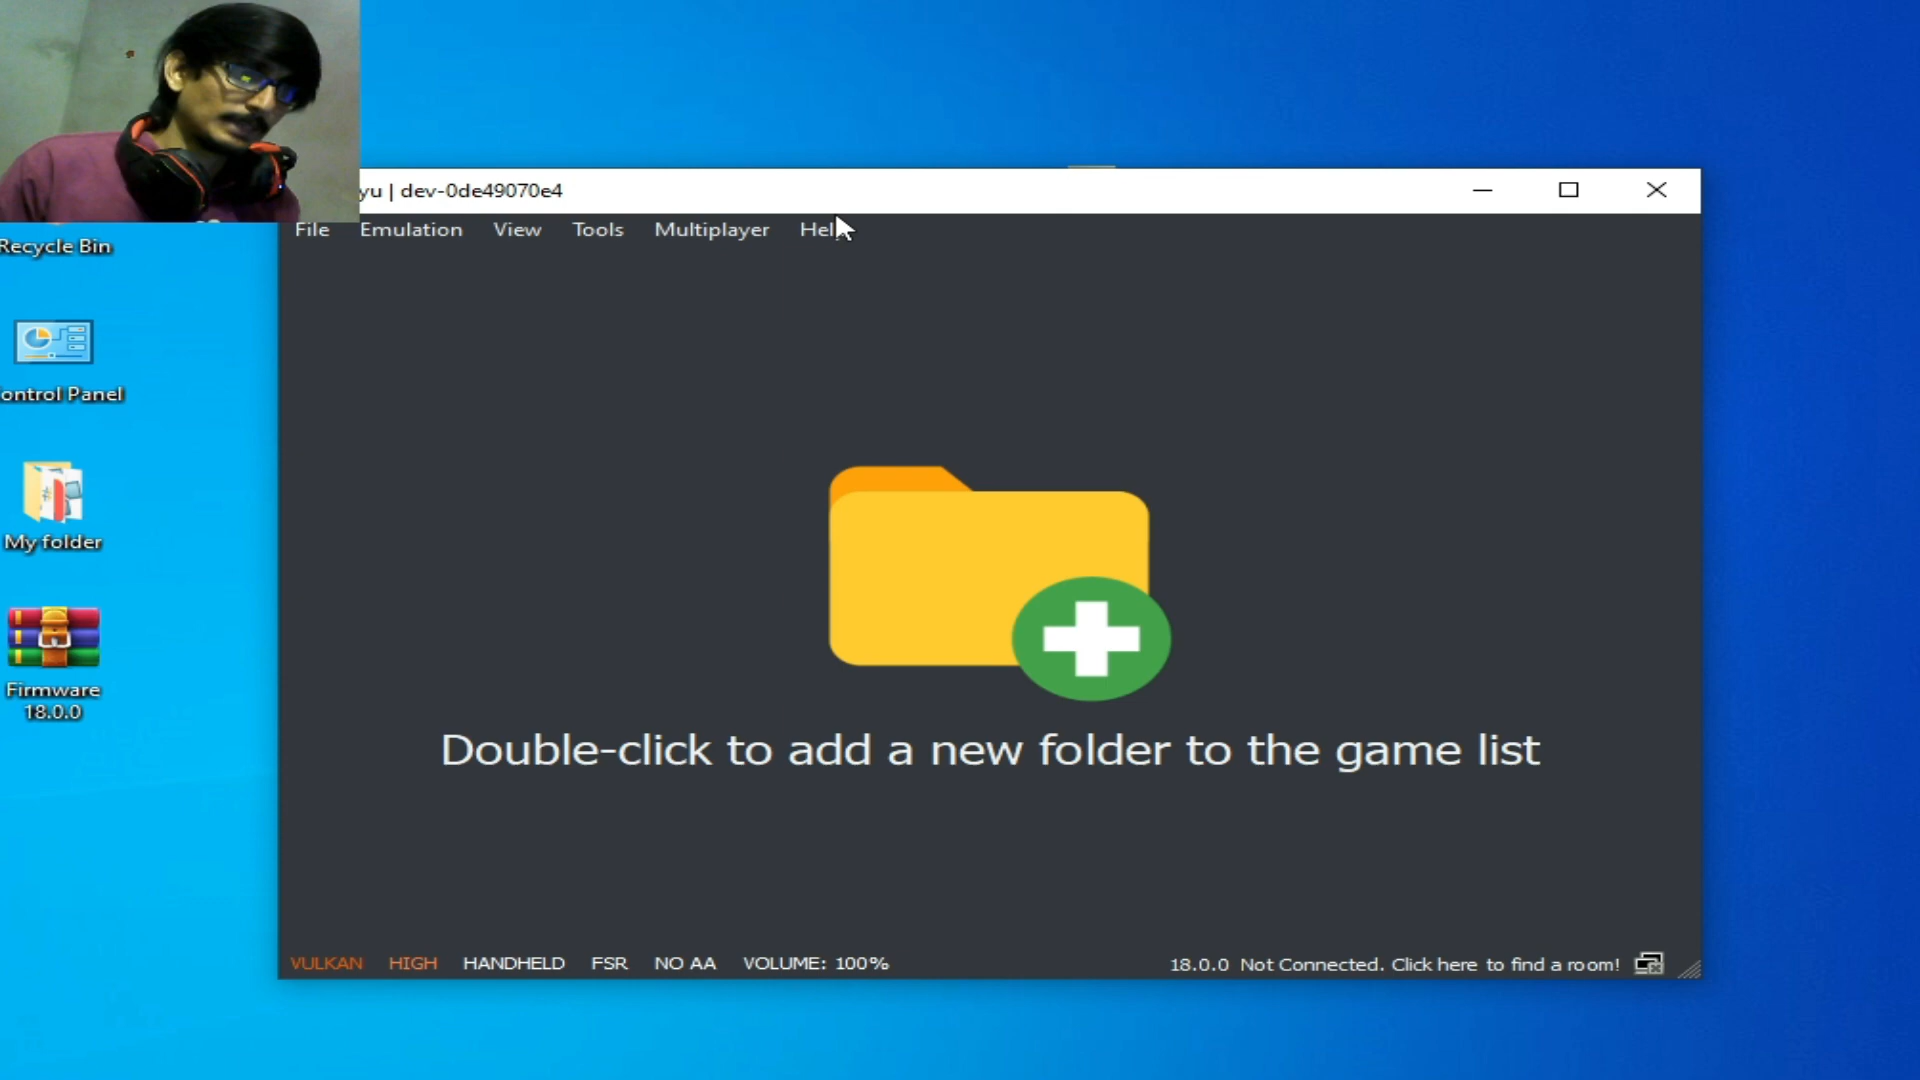 yu | dev-0de49070e4
File Emulation View Tools Multiplayer
Recycle Bin
ontrol Panel
My folder
Firmware
18.0.0
Double-click to add a new folder to the game list
VULKAN HIGH HANDHELD FSR NO AA VOLUME: 100% 18.0.0 Not Connected. Click here to find a room!